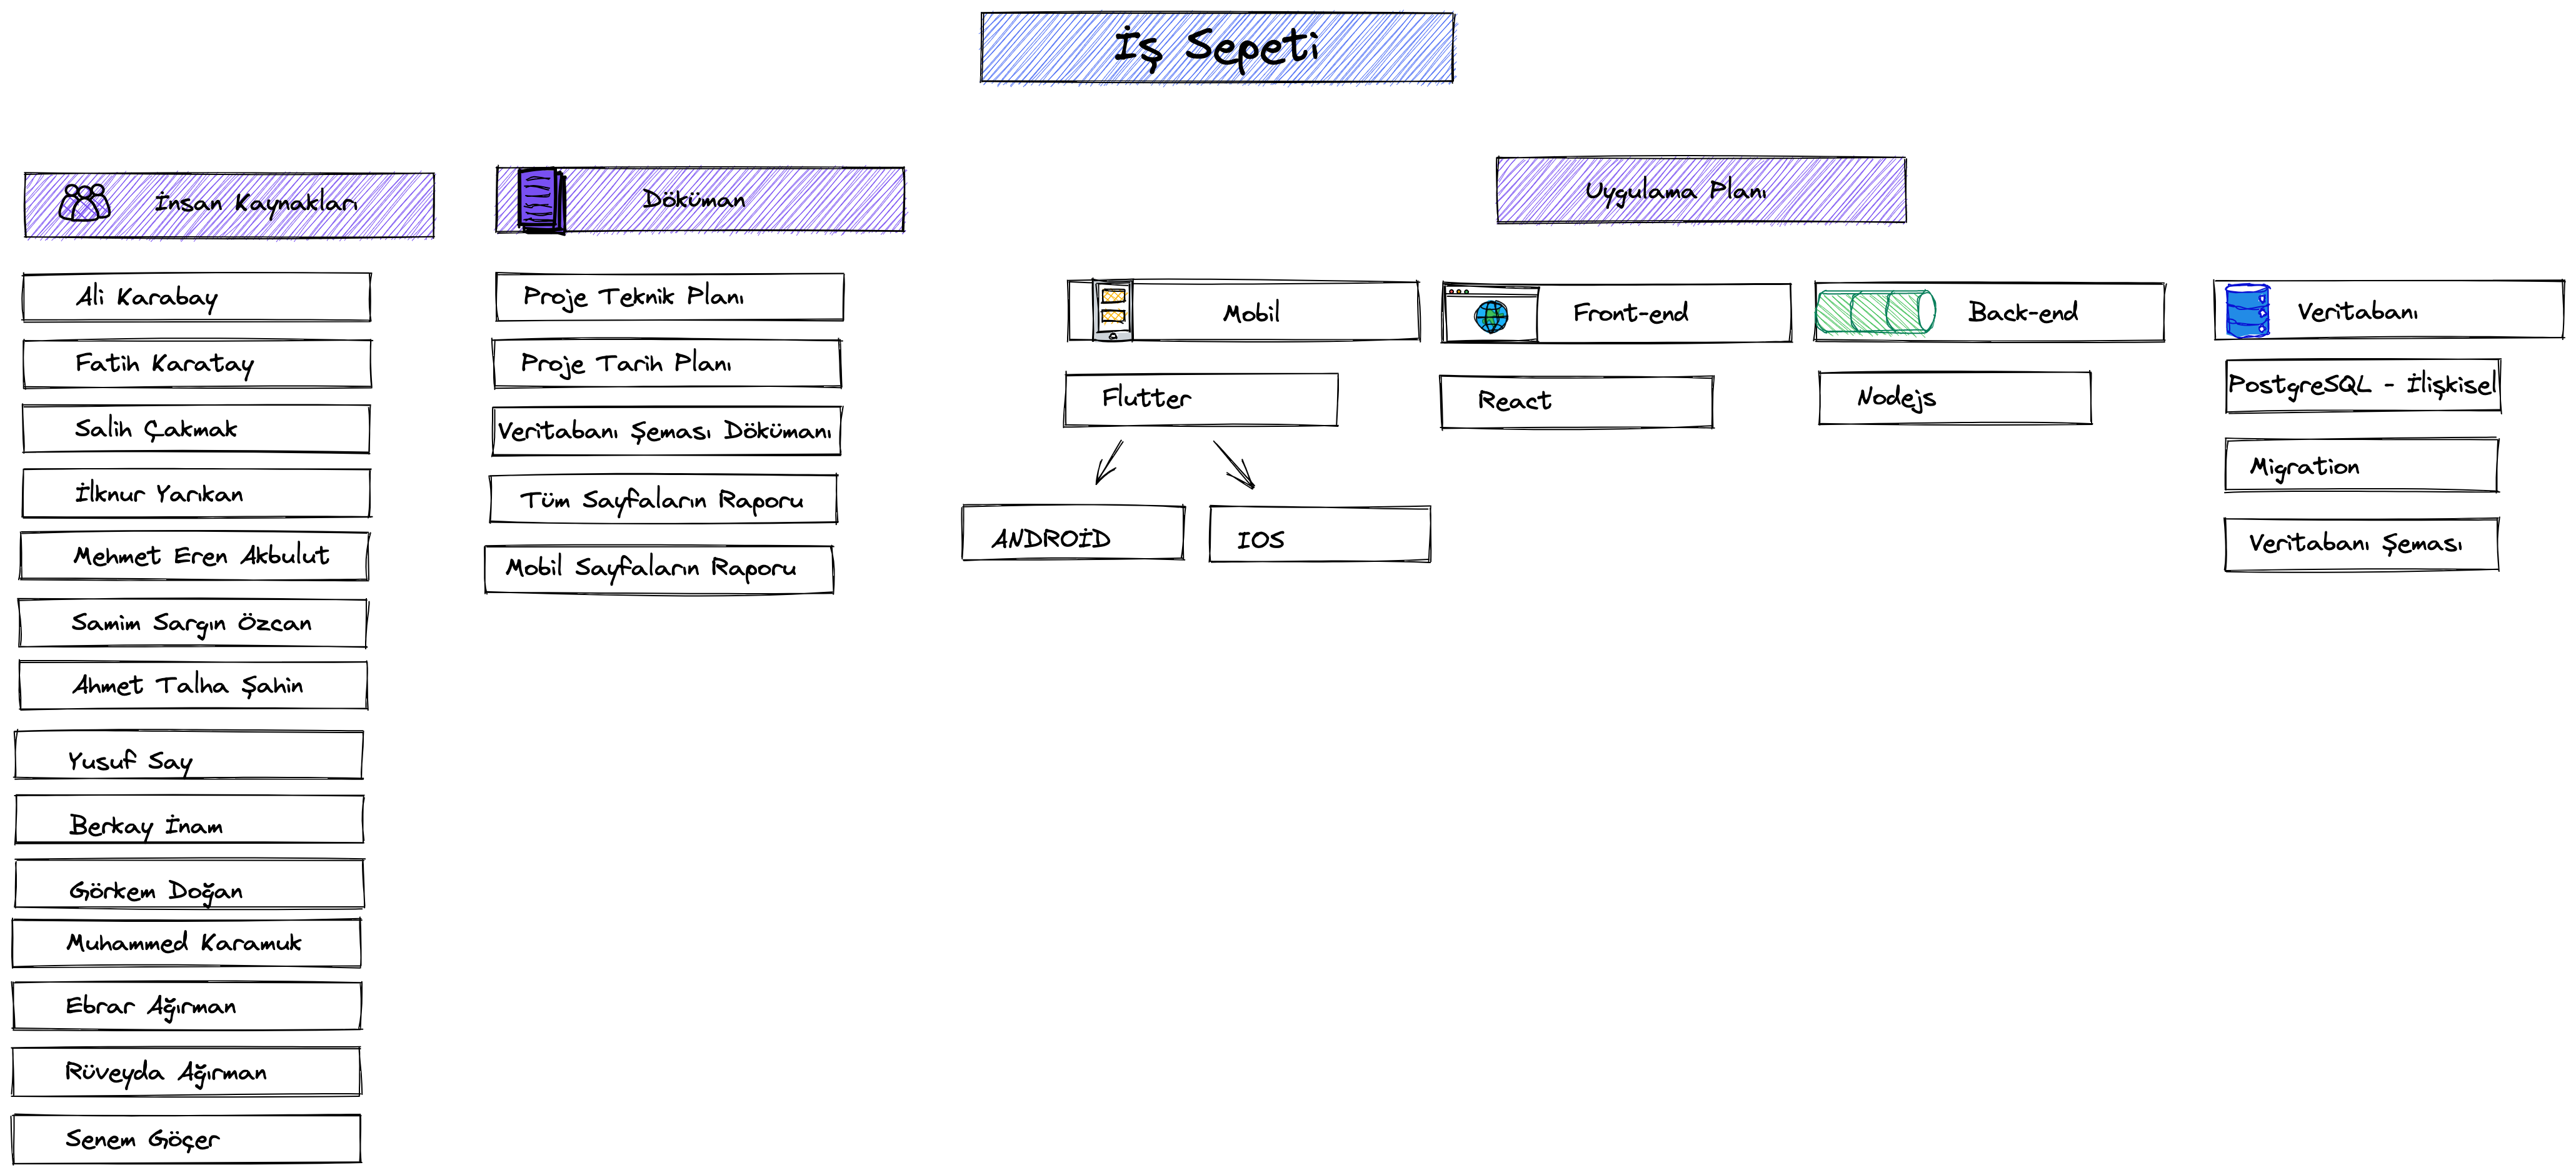 İş Sepeti
İnsan Kaynakları
Ali Karabay
Fatih Karatay
Salih Çakmak
İlknur Yarıkan
Mehmet Eren Akbulut
Samim Sargın Özcan
Ahmet Talha Şahin
Yusuf Say
Berkay İnam
Görkem Doğan
Muhammed Karamuk
Ebrar Ağırman
Rüveyda Ağırman
Senem Göçer
Döküman
Proje Teknik Planı
Proje Tarih Planı
Veritabanı Şeması Dökümanı
Tüm Sayfaların Raporu
Mobil Sayfaların Raporu
Uygulama Planı
Mobil
Flutter
ANDROİD
IOS
Front-end
React
Back-end
Nodejs
Veritabanı
PostgreSQL - İlişkisel
Migration
Veritabanı Şeması